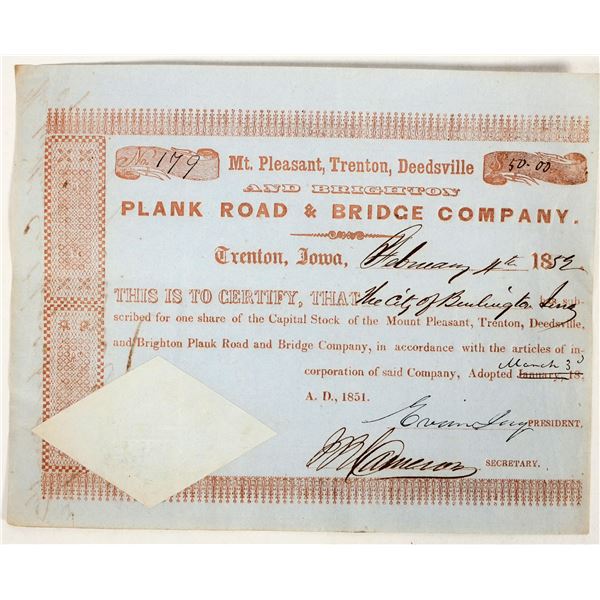 No. 179
Mt. Pleasant, Trenton, Deedsville
$50.00
AND BRIGHTON
PLANK ROAD & BRIDGE COMPANY.
Trenton, Iowa, February 4th 1852
THIS IS TO CERTIFY, THAT The City of Burlington Iowa has sub-
scribed for one share of the Capital Stock of the Mount Pleasant, Trenton, Deedsville,
and Brighton Plank Road and Bridge Company, in accordance with the articles of in-
March 3d
corporation of said Company, Adopted January 18,
A. D., 1851.
PRESIDENT,
Cameron SECRETARY.